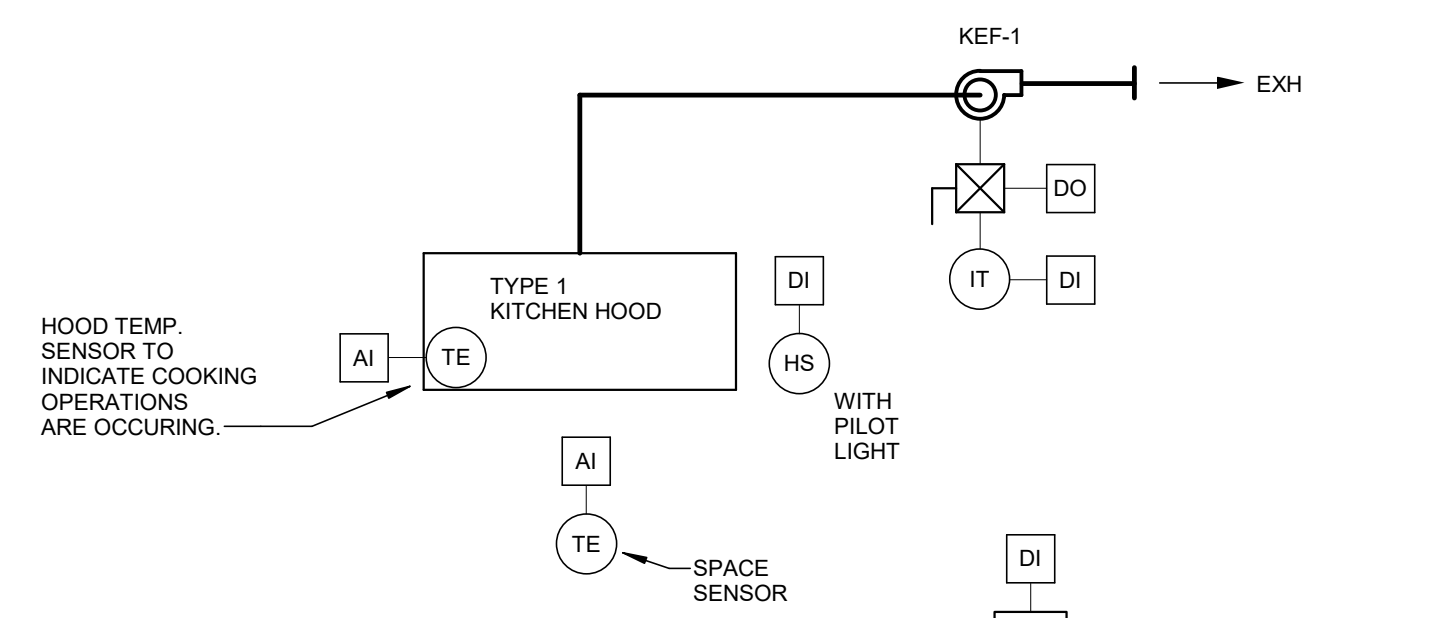 KEF-1
EXH
DO
IT
DI
TYPE 1
KITCHEN HOOD
DI
HS
WITH
PILOT
LIGHT
HOOD TEMP.
SENSOR TO
INDICATE COOKING
OPERATIONS
ARE OCCURING.
AI
TE
AI
TE
SPACE
SENSOR
DI